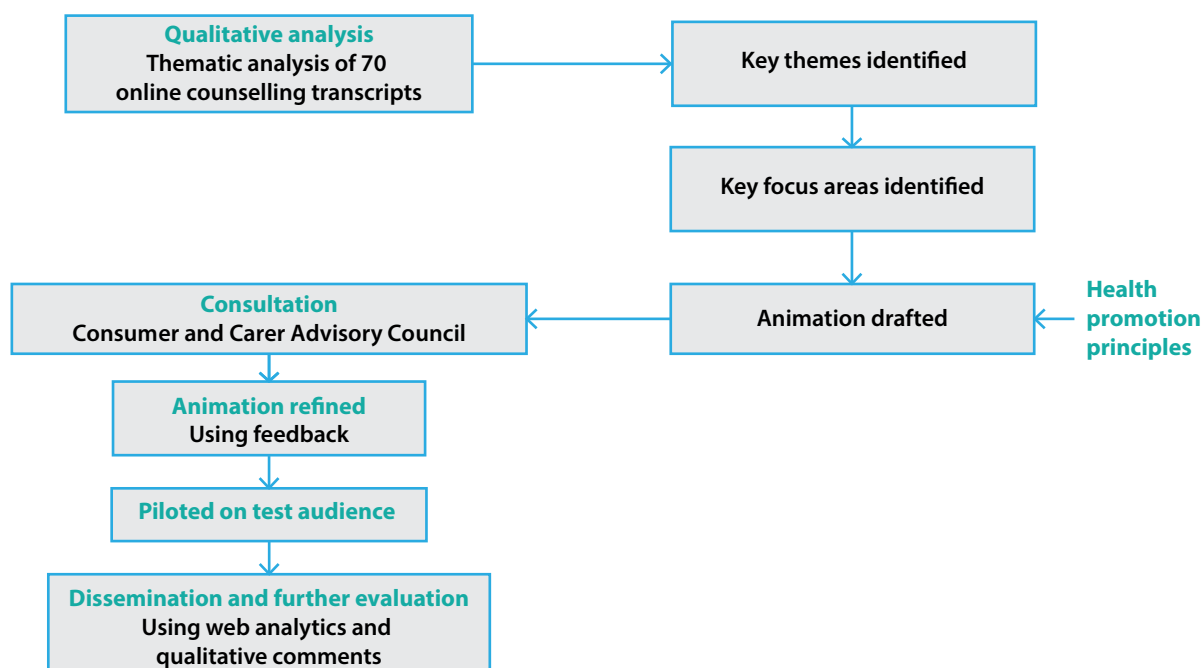 Qualitative analysis
Thematic analysis of 70
online counselling transcripts
Key themes identified
Key focus areas identified
Animation drafted
Health
promotion
principles
Consultation
Consumer and Carer Advisory Council
Animation refined
Using feedback
Piloted on test audience
Dissemination and further evaluation
Using web analytics and
qualitative comments